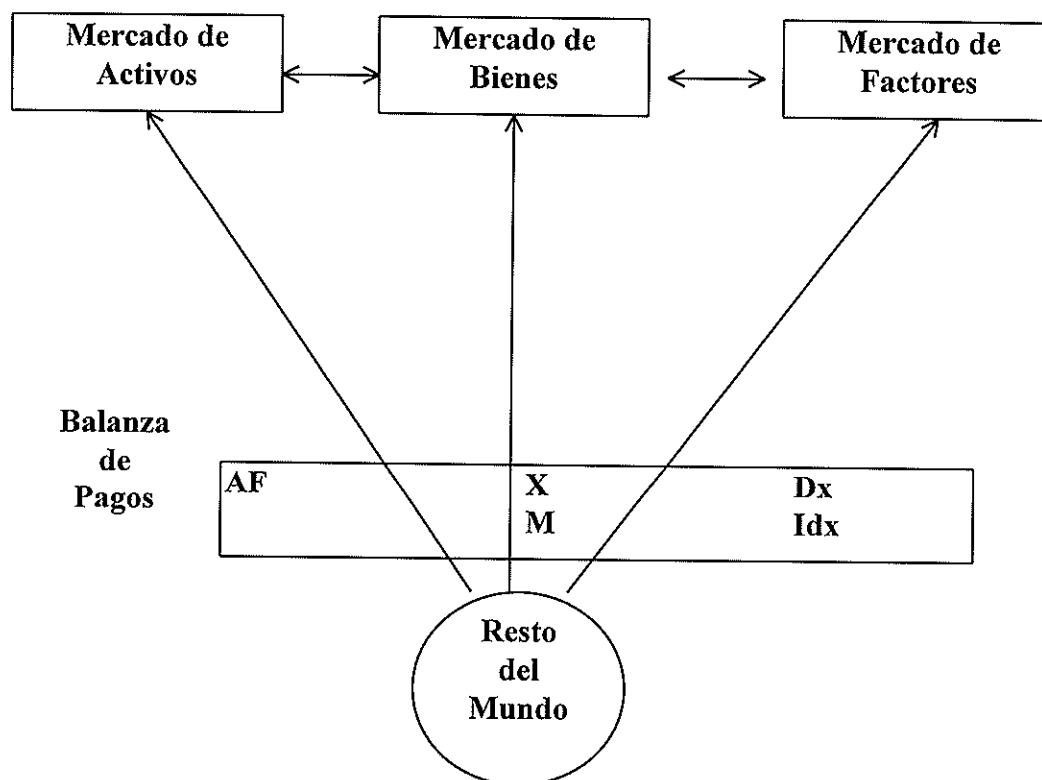 Mercado de
Activos
Mercado de
Bienes
Mercado de
Factores
Balanza
de
Pagos
AF
X
M
Dx
Idx
Resto
del
Mundo